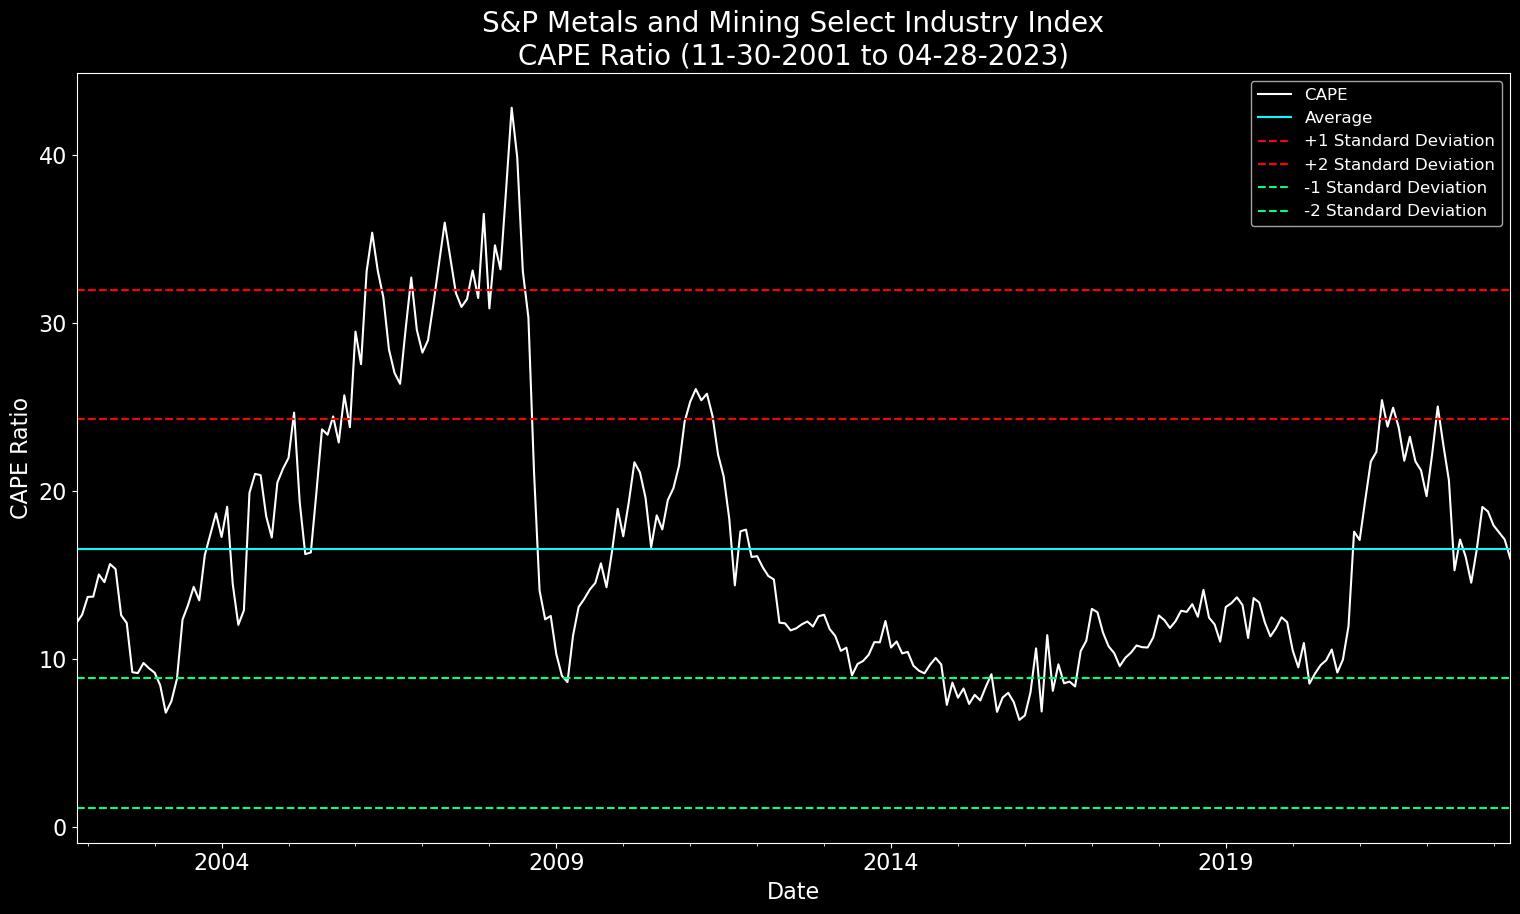 S&P Metals and Mining Select Industry Index
CAPE Ratio (11-30-2001 to 04-28-2023)
CAPE
Average
+1 Standard Deviation
+2 Standard Deviation
-1 Standard Deviation
-2 Standard Deviation
CAPE Ratio
40
30
20
10
0
2004 2009 2014 2019
Date